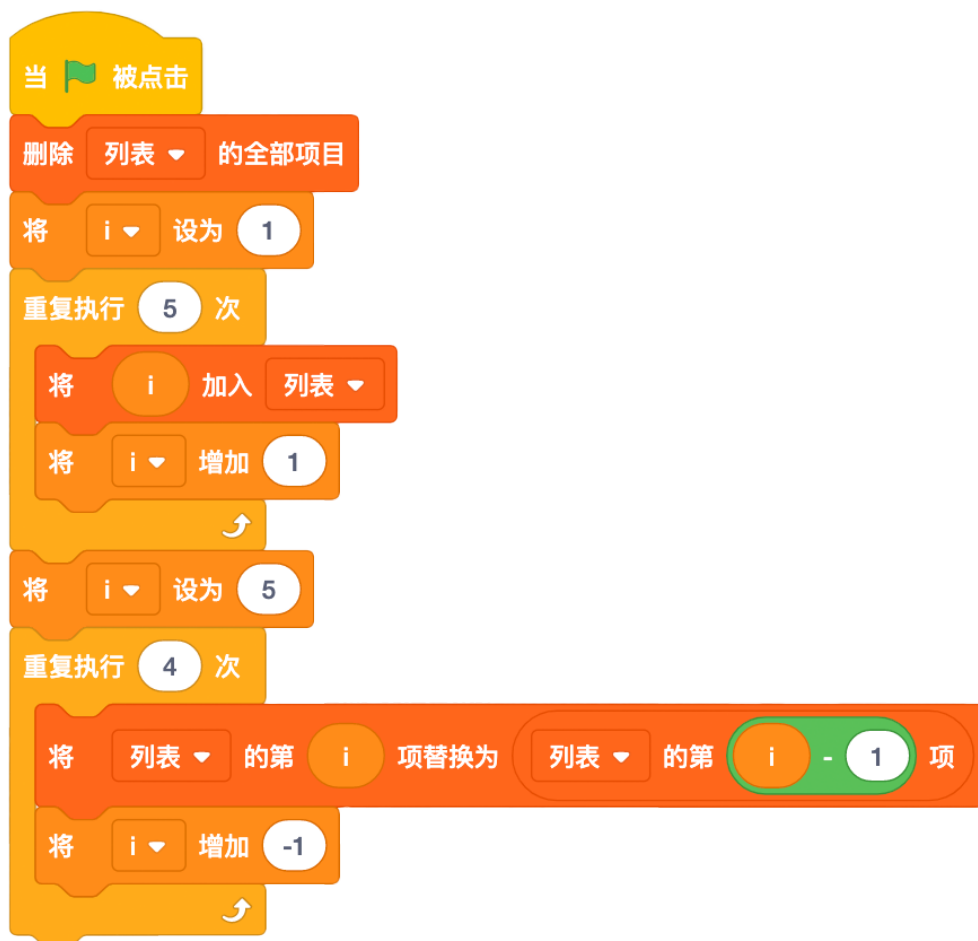 当 被点击
删除 列表 的全部项目
将 i 设为 1
重复执行 5 次
将 i 加入 列表
将 i 增加 1
将 i 设为 5
重复执行 4 次
将 列表 的第 i 项替换为 列表 的第 i - 1 项
将 i 增加 -1